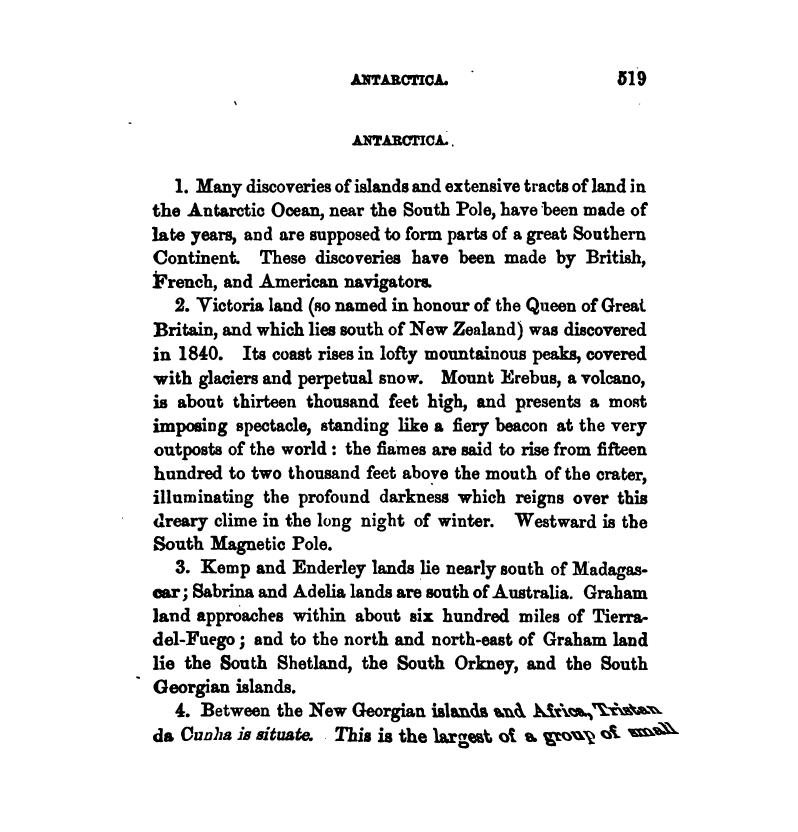 ANTARCTICA. 519
ANTARCTICA.
1. Many discoveries of islands and extensive tracts of land in
the Antarctic Ocean, near the South Pole, have been made of
late years, and are supposed to form parts of a great Southern
Continent. These discoveries have been made by British,
French, and American navigators.
2. Victoria land (so named in honour of the Queen of Great
Britain, and which lies south of New Zealand) was discovered
in 1840. Its coast rises in lofty mountainous peaks, covered
with glaciers and perpetual snow. Mount Erebus, a volcano,
is about thirteen thousand feet high, and presents a most
imposing spectacle, standing like a fiery beacon at the very
outposts of the world : the flames are said to rise from fifteen
hundred to two thousand feet above the mouth of the crater,
illuminating the profound darkness which reigns over this
dreary clime in the long night of winter. Westward is the
South Magnetic Pole.
3. Kemp and Enderley lands lie nearly south of Madagas-
car ; Sabrina and Adelia lands are south of Australia. Graham
land approaches within about six hundred miles of Tierra-
del-Fuego ; and to the north and north-east of Graham land
lie the South Shetland, the South Orkney, and the South
Georgian islands.
4. Between the New Georgian islands and Africa, Tristan
da Cunha is situate. This is the largest of a group of small